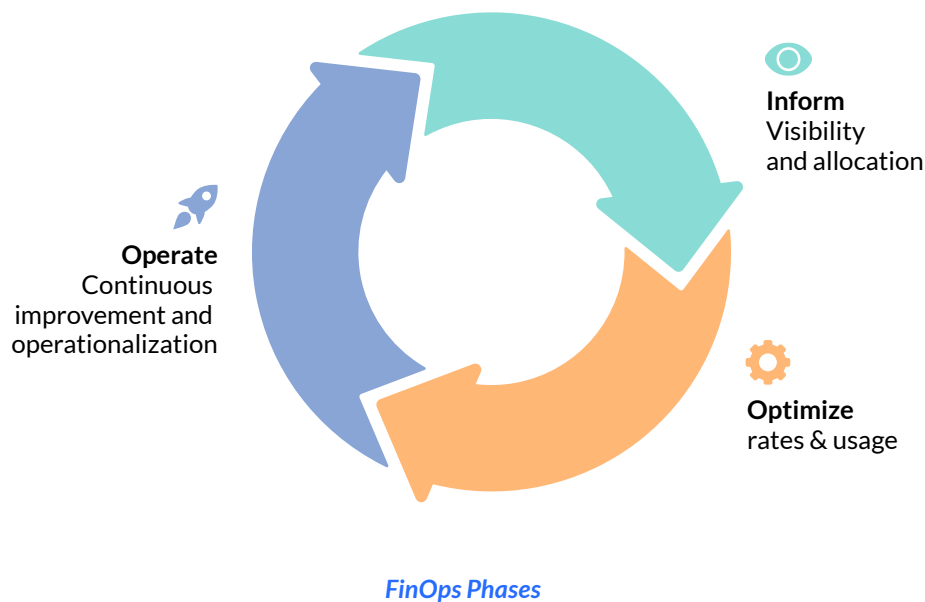 Inform
Visibility
and allocation
Operate
Continuous
improvement and
operationalization
Optimize
rates & usage
FinOps Phases